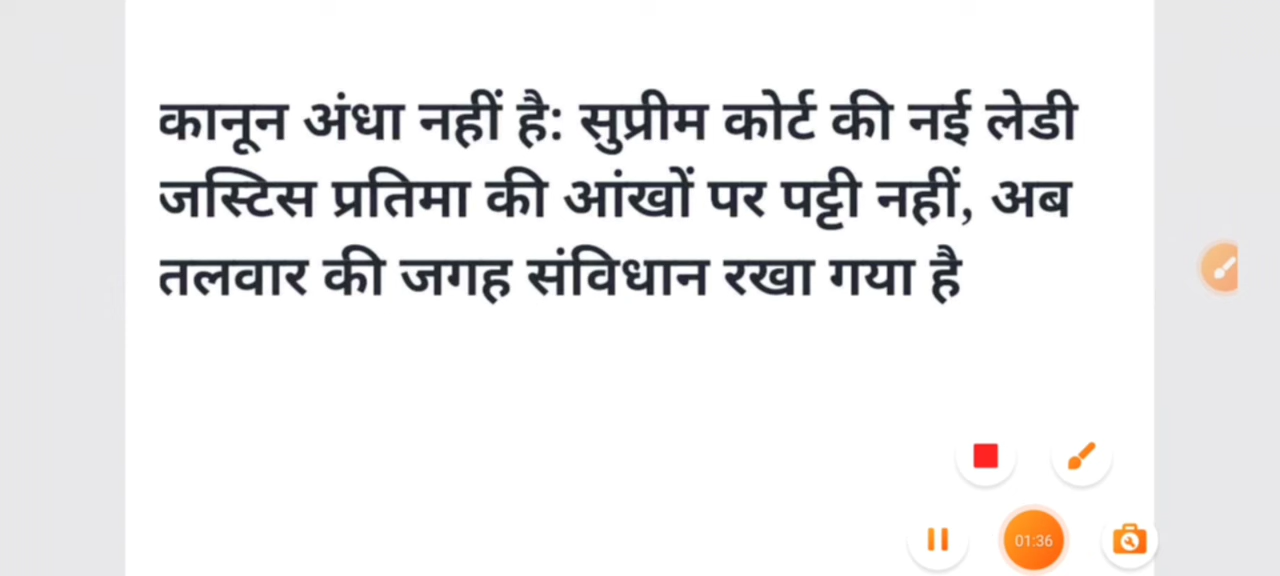 कानून अंधा नहीं है: सुप्रीम कोर्ट की नई लेडी
जस्टिस प्रतिमा की आंखों पर पट्टी नहीं, अब
तलवार की जगह संविधान रखा गया है
01:36